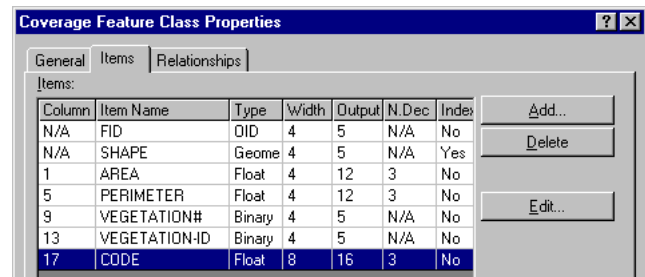 Coverage Feature Class Properties
General Items Relationships
Items:
Column Item Name Type Width Output N.Dec Index
N/A FID OID 4 5 N/A No
N/A SHAPE Geome 4 5 N/A Yes
1 AREA Float 4 12 3 No
5 PERIMETER Float 4 12 3 No
9 VEGETATION# Binary 4 5 N/A No
13 VEGETATION-ID Binary 4 5 N/A No
17 CODE Float 8 16 3 No
Add...
Delete
Edit...